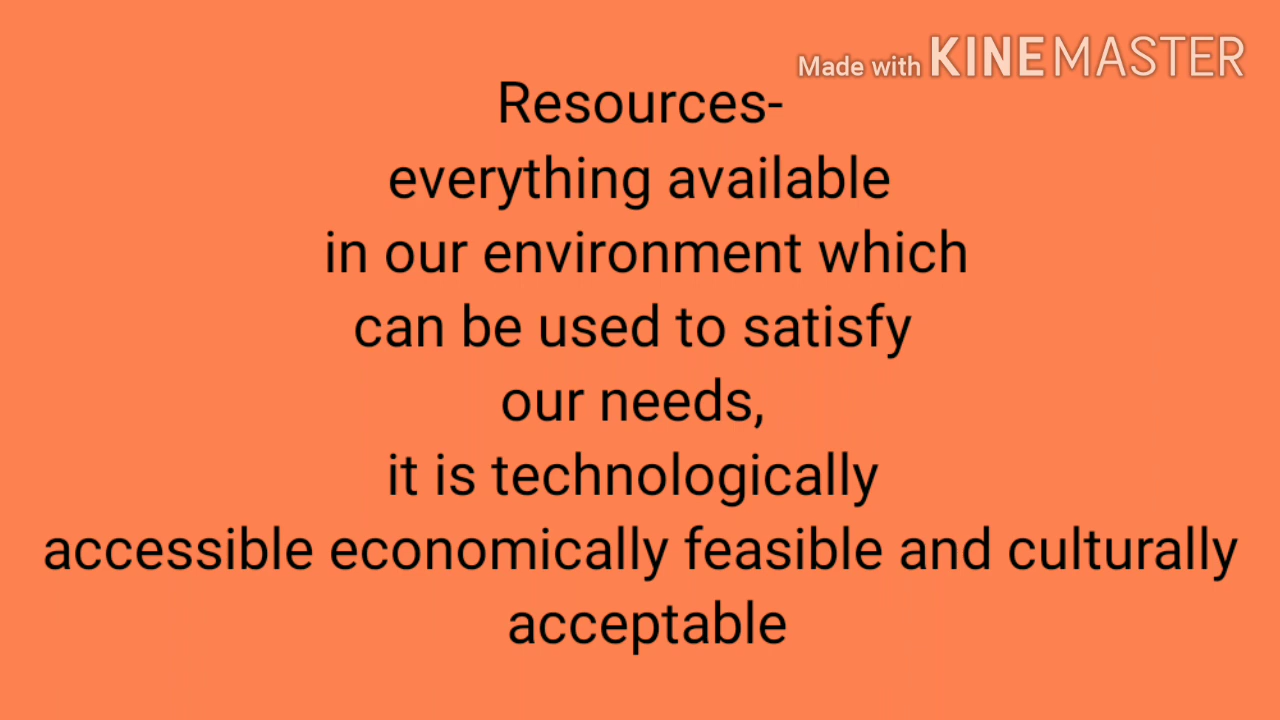 Made with KINEMASTER
Resources-
everything available
in our environment which
can be used to satisfy
our needs,
it is technologically
accessible economically feasible and culturally
acceptable